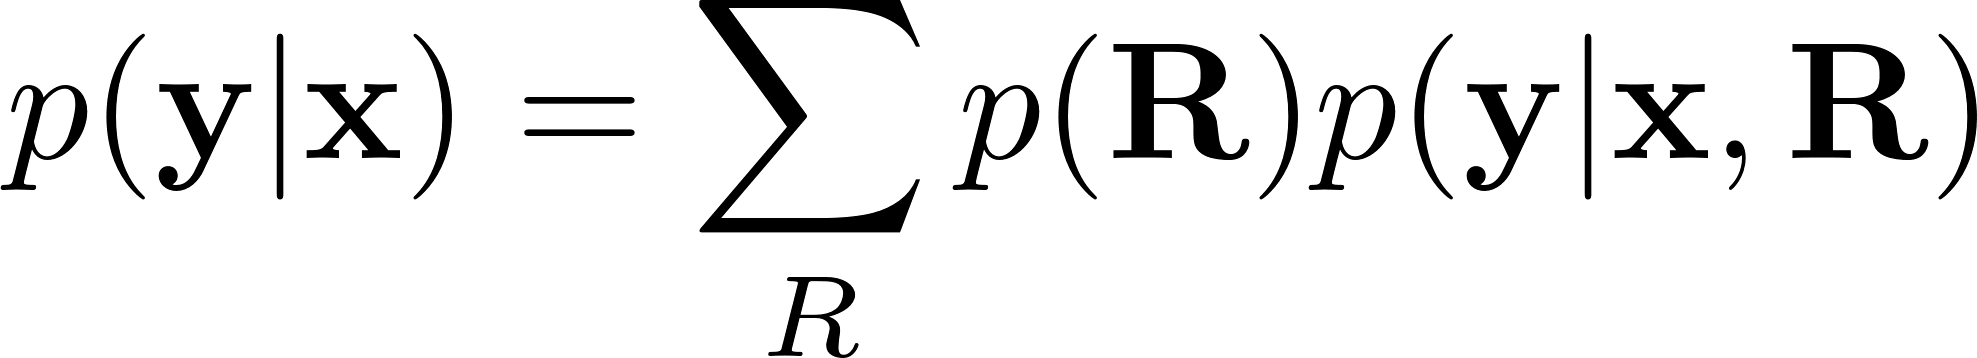 p(𝐲|𝐱) = ∑_R p(𝐑)p(𝐲|𝐱, 𝐑)